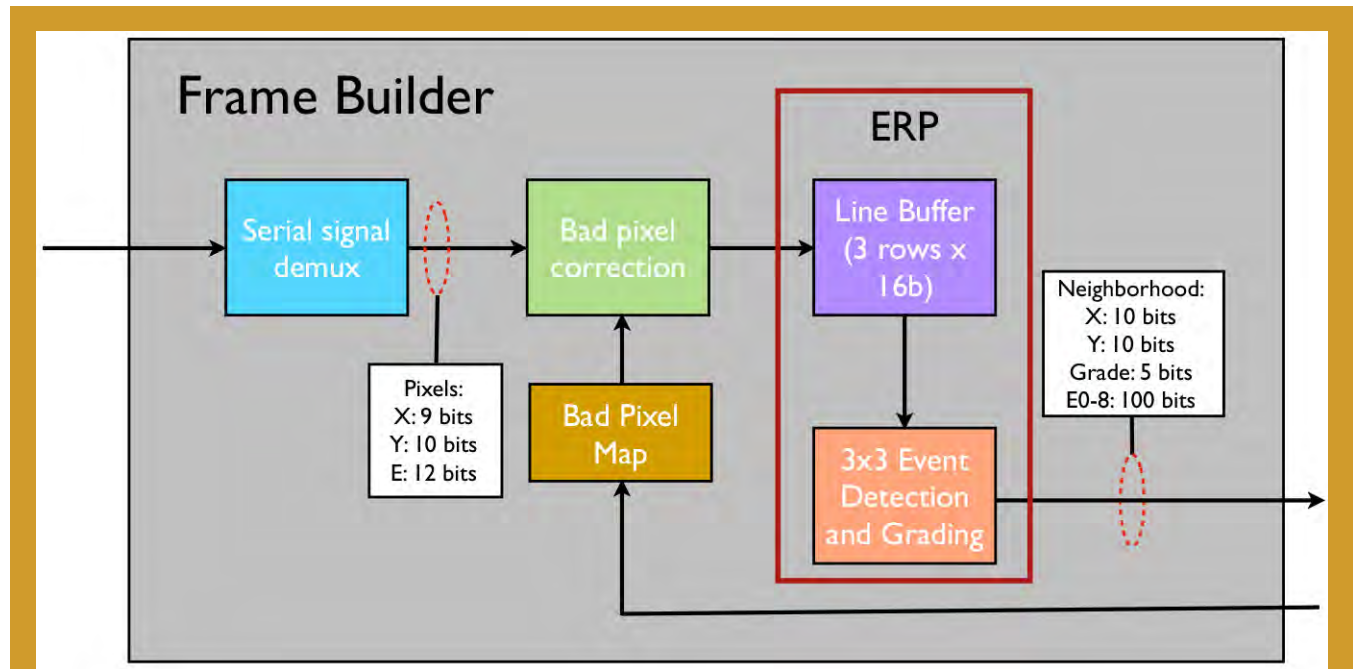 Frame Builder
ERP
Serial signal
demux
Bad pixel
correction
Line Buffer
(3 rows x
16b)
Pixels:
X: 9 bits
Y: 10 bits
E: 12 bits
Bad Pixel
Map
3x3 Event
Detection
and Grading
Neighborhood:
X: 10 bits
Y: 10 bits
Grade: 5 bits
E0-8: 100 bits